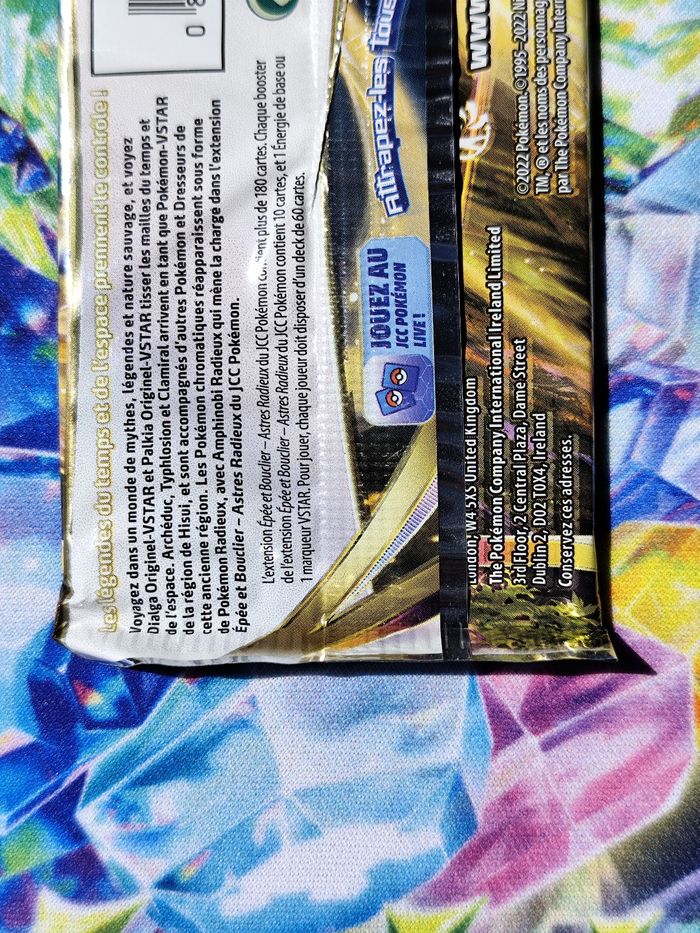 Les légendes du temps et de l'espace prennent le contrôle !
Voyagez dans un monde de mythes, légendes et nature sauvage, et voyez
Dialga Originel-VSTAR et Palkia Originel-VSTAR tisser les mailles du temps et
de l'espace. Archéduc, Typhlosion et Clamiral arrivent en tant que Pokémon-VSTAR
de la région de Hisui, et sont accompagnés d'autres Pokémon et Dresseurs de
cette ancienne région. Les Pokémon chromatiques réapparaissent sous forme
de Pokémon Radieux, avec Amphinobi Radieux qui mène la charge dans l'extension
Épée et Bouclier – Astres Radieux du JCC Pokémon.
L'extension Épée et Bouclier – Astres Radieux du JCC Pokémon plus de 180 cartes. Chaque booster
de l'extension Épée et Bouclier – Astres Radieux du JCC Pokémon contient 10 cartes, et 1 Énergie de base ou
1 marqueur VSTAR. Pour jouer, chaque joueur doit disposer d'un deck de 60 cartes.
0 8
JOUEZ AU
JCC POKÉMON
LIVE !
Attrapez-les Tous
London, W4 5XS United Kingdom
The Pokémon Company International Ireland Limited
3rd Floor, 2 Central Plaza, Dame Street
Dublin 2, D02 T0X4, Ireland
Conservez ces adresses.
www
©2022 Pokémon. ©1995–2022 Ni
TM, ® et les noms des personnag
par The Pokémon Company Inter